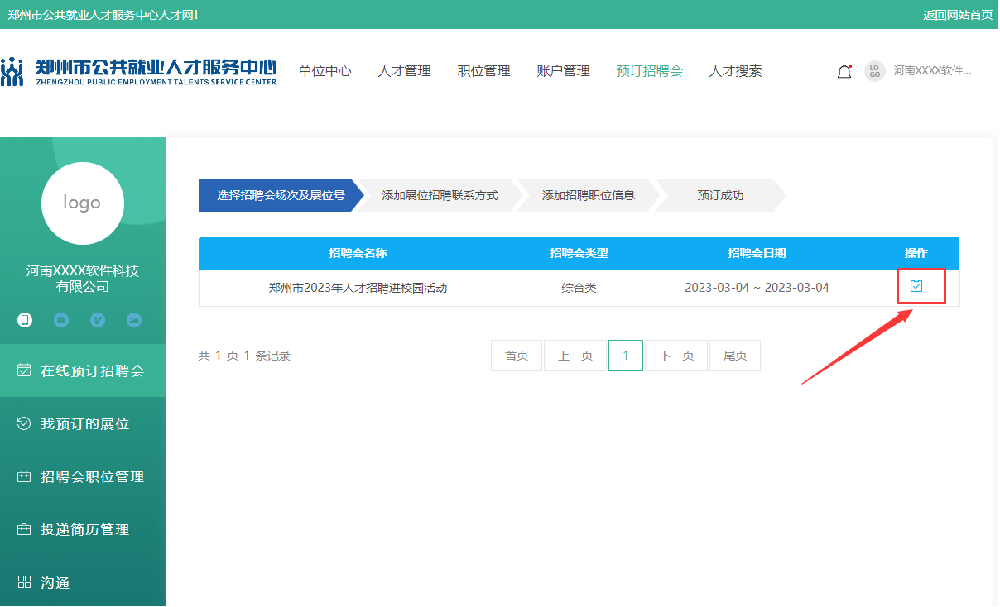 郑州市公共就业人才服务中心人才网!
返回网站首页
郑州市公共就业人才服务中心
ZHENGZHOU PUBLIC EMPLOYMENT TALENTS SERVICE CENTER
单位中心
人才管理
职位管理
账户管理
预订招聘会
人才搜索
LO
GO
河南XXXX软件...
logo
河南XXXX软件科技
有限公司
在线预订招聘会
我预订的展位
招聘会职位管理
投递简历管理
沟通
选择招聘会场次及展位号
添加展位招聘联系方式
添加招聘职位信息
预订成功
招聘会名称 招聘会类型 招聘会日期 操作
郑州市2023年人才招聘进校园活动 综合类 2023-03-04 ~ 2023-03-04
共 1 页 1 条记录
首页 上一页 1 下一页 尾页